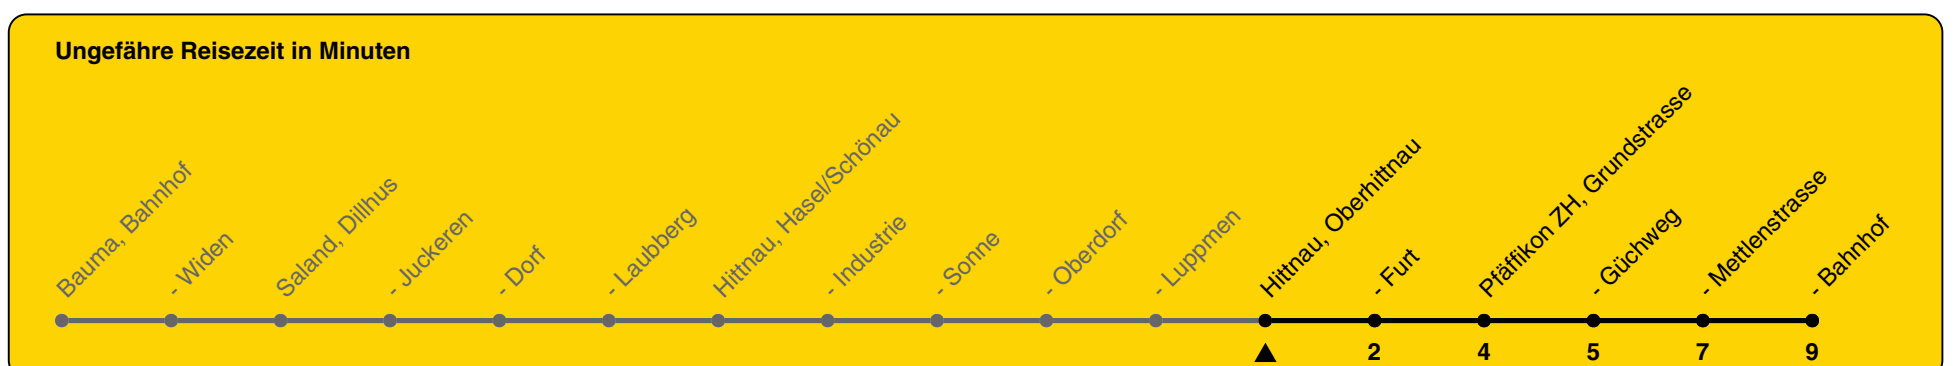 Ungefähre Reisezeit in Minuten
Bauma, Bahnhof
- Widen
Saland, Dillhus
- Juckeren
- Dorf
- Laubberg
Hittnau, Hasel/Schönau
- Industrie
- Sonne
- Oberdorf
- Luppmen
Hittnau, Oberhittnau
- Furt
Pfäffikon ZH, Grundstrasse
- Güchweg
- Mettlenstrasse
- Bahnhof
2 4 5 7 9